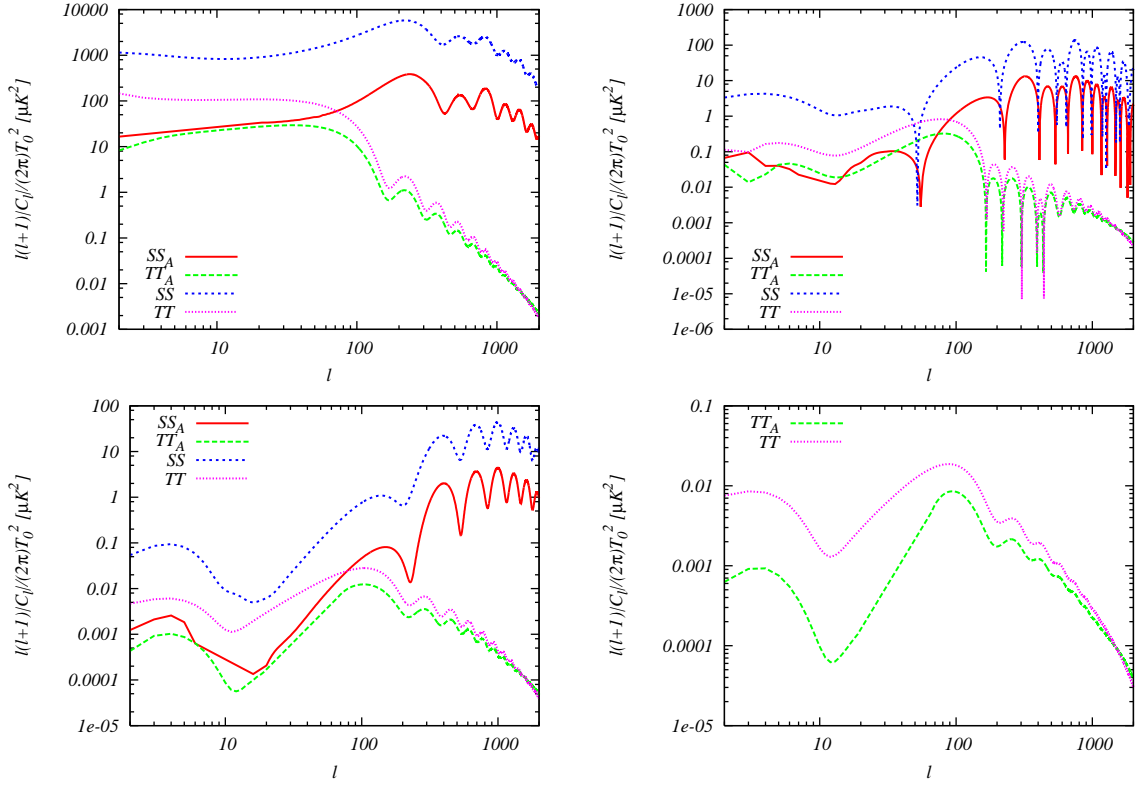 10000
1000
100
10
1
0.1
0.01
0.001
l(l+1)|C_l|/(2π)T_0^2 [μK^2]
SS_A
TT_A
SS
TT
10
100
1000
l
1000
100
10
1
0.1
0.01
0.001
0.0001
1e-05
1e-06
l(l+1)|C_l|/(2π)T_0^2 [μK^2]
SS_A
TT_A
SS
TT
10
100
1000
l
100
10
1
0.1
0.01
0.001
0.0001
1e-05
l(l+1)|C_l|/(2π)T_0^2 [μK^2]
SS_A
TT_A
SS
TT
10
100
1000
l
0.1
0.01
0.001
0.0001
1e-05
l(l+1)|C_l|/(2π)T_0^2 [μK^2]
TT_A
TT
10
100
1000
l